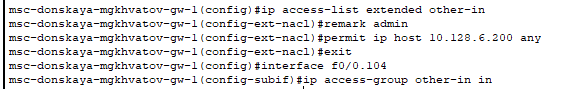 msc-donskaya-mgkhvatov-gw-1(config)#ip access-list extended other-in
msc-donskaya-mgkhvatov-gw-1(config-ext-nacl)#remark admin
msc-donskaya-mgkhvatov-gw-1(config-ext-nacl)#permit ip host 10.128.6.200 any
msc-donskaya-mgkhvatov-gw-1(config-ext-nacl)#exit
msc-donskaya-mgkhvatov-gw-1(config)#interface f0/0.104
msc-donskaya-mgkhvatov-gw-1(config-subif)#ip access-group other-in in